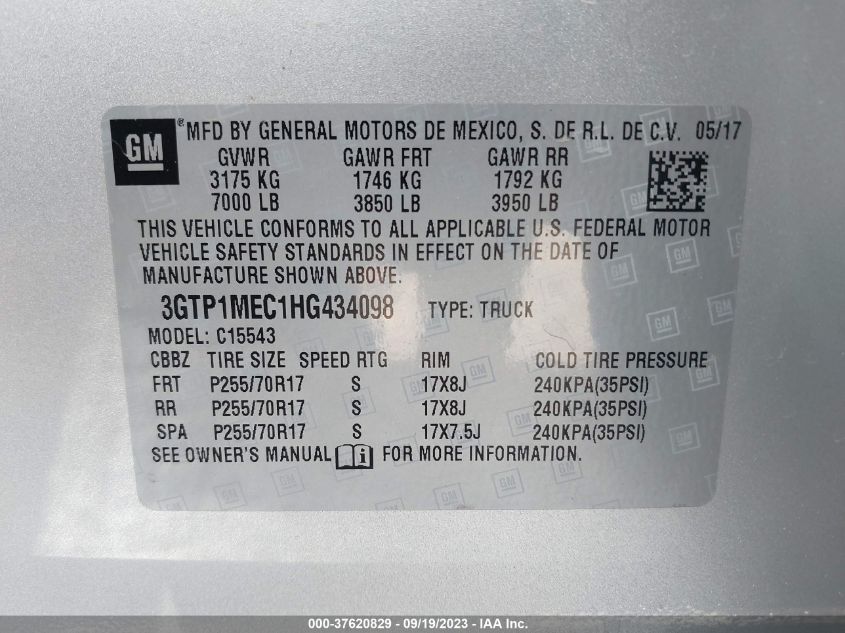 GM ® MFD BY GENERAL MOTORS DE MEXICO, S. DE R.L. DE C.V. 05/17
GVWR GAWR FRT GAWR RR
3175 KG 1746 KG 1792 KG
7000 LB 3850 LB 3950 LB
THIS VEHICLE CONFORMS TO ALL APPLICABLE U.S. FEDERAL MOTOR
VEHICLE SAFETY STANDARDS IN EFFECT ON THE DATE OF
MANUFACTURE SHOWN ABOVE.
3GTP1MEC1HG434098 TYPE: TRUCK
MODEL: C15543
CBBZ TIRE SIZE SPEED RTG RIM COLD TIRE PRESSURE
FRT P255/70R17 S 17X8J 240KPA(35PSI)
RR P255/70R17 S 17X8J 240KPA(35PSI)
SPA P255/70R17 S 17X7.5J 240KPA(35PSI)
SEE OWNER'S MANUAL i FOR MORE INFORMATION.
000-37620829 - 09/19/2023 - IAA Inc.